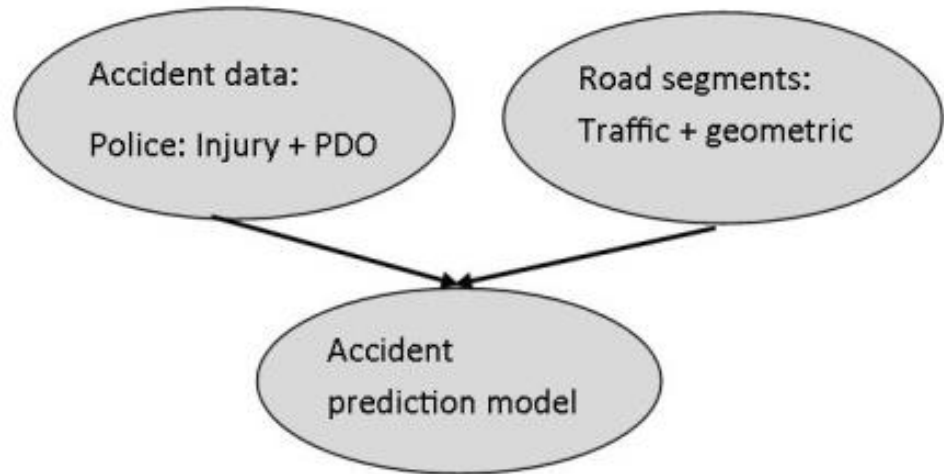 Accident data:
Police: Injury + PDO
Road segments:
Traffic + geometric
Accident
prediction model